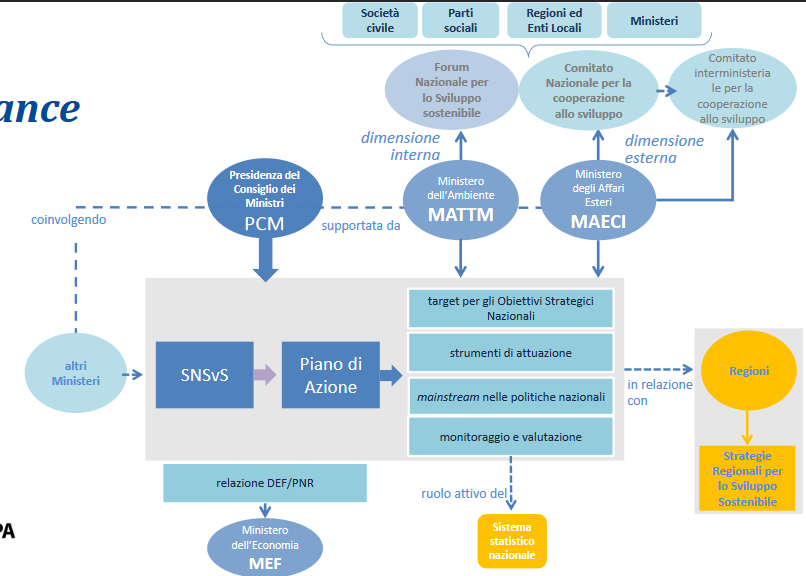 Società
civile
Parti
sociali
Regioni ed
Enti Locali
Ministeri
Forum
Nazionale per
lo Sviluppo
sostenibile
Comitato
Nazionale per la
cooperazione
allo sviluppo
Comitato
interministeria
le per la
cooperazione
allo sviluppo
ance
dimensione
interna
dimensione
esterna
Presidenza del
Consiglio dei
Ministri
PCM
supportata da
Ministero
dell'Ambiente
MATTM
Ministero
degli Affari
Esteri
MAECI
coinvolgendo
altri
Ministeri
SNSvS
Piano di
Azione
target per gli Obiettivi Strategici
Nazionali
strumenti di attuazione
mainstream nelle politiche nazionali
monitoraggio e valutazione
in relazione
con
Regioni
Strategie
Regionali per
lo Sviluppo
Sostenibile
relazione DEF/PNR
ruolo attivo del
Sistema
statistico
nazionale
Ministero
dell'Economia
MEF
PA